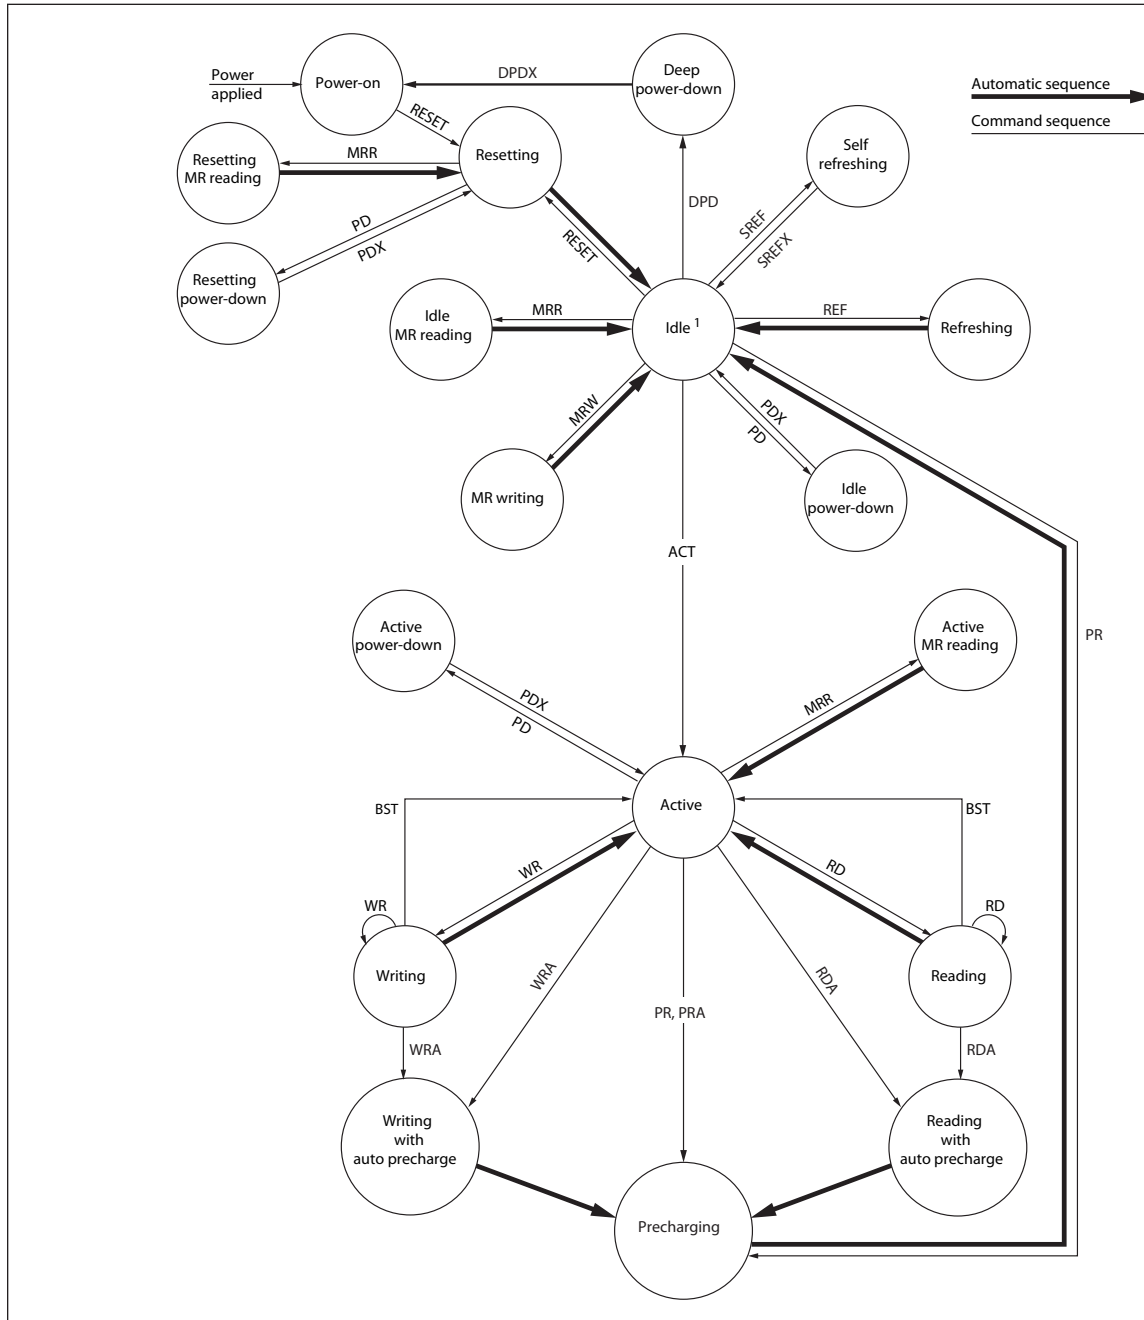 Power
applied
Power-on
DPDX
Deep
power-down
Automatic sequence
Command sequence
RESET
Resetting
MR reading
MRR
Resetting
Self
refreshing
PD
PDX
DPD
SREF
SREFX
RESET
Resetting
power-down
Idle
MR reading
MRR
Idle 1
REF
Refreshing
MRW
PDX
PD
MR writing
Idle
power-down
ACT
Active
power-down
Active
MR reading
PR
PDX
PD
MRR
BST
Active
BST
WR
RD
WR
RD
Writing
Reading
WRA
RDA
PR, PRA
WRA
RDA
Writing
with
auto precharge
Reading
with
auto precharge
Precharging